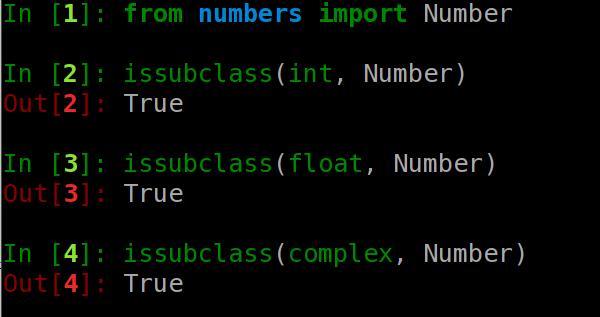 In [1]: from numbers import Number
In [2]: issubclass(int, Number)
Out[2]: True
In [3]: issubclass(float, Number)
Out[3]: True
In [4]: issubclass(complex, Number)
Out[4]: True